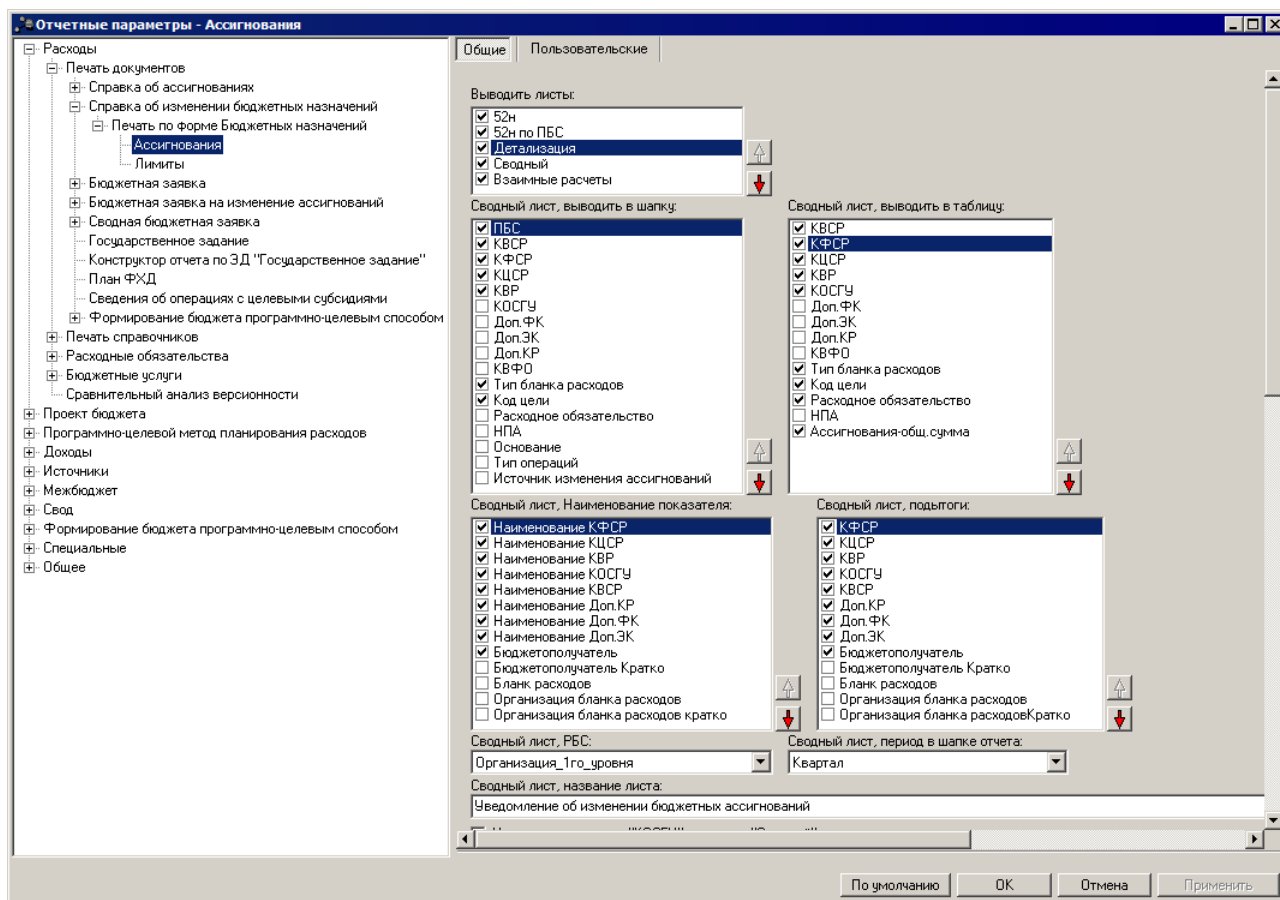 Отчетные параметры - Ассигнования
Расходы
Печать документов
Справка об ассигнованиях
Справка об изменении бюджетных назначений
Печать по форме Бюджетных назначений
Ассигнования
Лимиты
Бюджетная заявка
Бюджетная заявка на изменение ассигнований
Сводная бюджетная заявка
Государственное задание
Конструктор отчета по ЭД "Государственное задание"
План ФХД
Сведения об операциях с целевыми субсидиями
Формирование бюджета программно-целевым способом
Печать справочников
Расходные обязательства
Бюджетные услуги
Сравнительный анализ версионности
Проект бюджета
Программно-целевой метод планирования расходов
Доходы
Источники
Межбюджет
Свод
Формирование бюджета программно-целевым способом
Специальные
Общее
Общие Пользовательские
Выводить листы:
52н
52н по ПБС
Детализация
Сводный
Взаимные расчеты
Сводный лист, выводить в шапку:
ПБС
КВСР
КФСР
КЦСР
КВР
КОСГУ
Доп.ФК
Доп.ЭК
Доп.КР
КВФО
Тип бланка расходов
Код цели
Расходное обязательство
НПА
Основание
Тип операций
Источник изменения ассигнований
Сводный лист, выводить в таблицу:
КВСР
КФСР
КЦСР
КВР
КОСГУ
Доп.ФК
Доп.ЭК
Доп.КР
КВФО
Тип бланка расходов
Код цели
Расходное обязательство
НПА
Ассигнования-общ.сумма
Сводный лист, Наименование показателя:
Наименование КФСР
Наименование КЦСР
Наименование КВР
Наименование КОСГУ
Наименование КВСР
Наименование Доп.КР
Наименование Доп.ФК
Наименование Доп.ЭК
Бюджетополучатель
Бюджетополучатель Кратко
Бланк расходов
Организация бланка расходов
Организация бланка расходов кратко
Сводный лист, подытоги:
КФСР
КЦСР
КВР
КОСГУ
КВСР
Доп.КР
Доп.ФК
Доп.ЭК
Бюджетополучатель
Бюджетополучатель Кратко
Бланк расходов
Организация бланка расходов
Организация бланка расходовКратко
Сводный лист, РБС:
Организация_1го_уровня
Сводный лист, период в шапке отчета:
Квартал
Сводный лист, название листа:
Уведомление об изменении бюджетных ассигнований
По умолчанию OK Отмена Применить